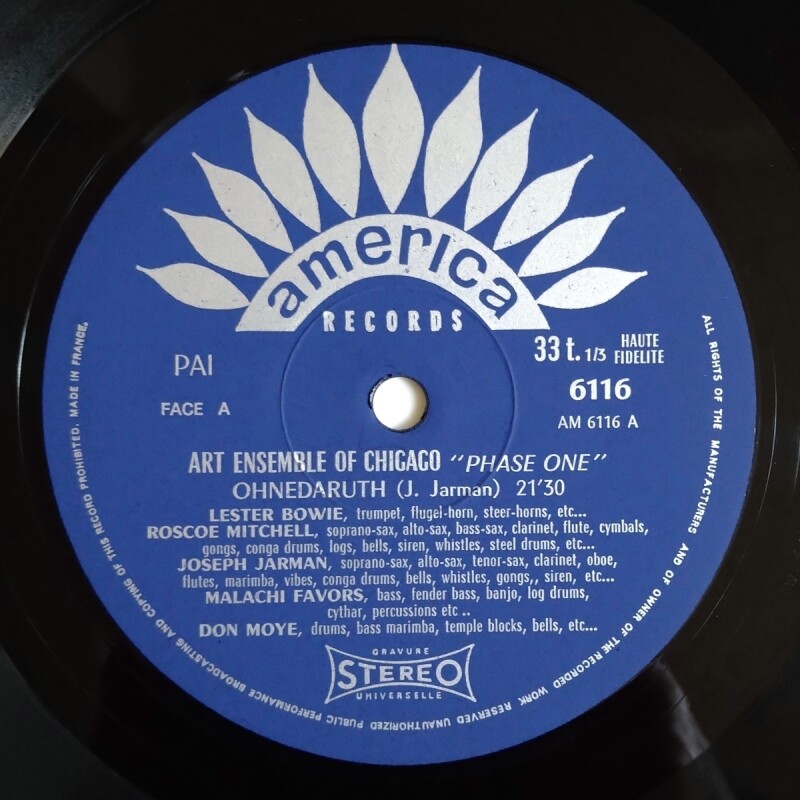 america
RECORDS
PAI
FACE A
33 t. 1/3 HAUTE FIDELITE
6116
AM 6116 A
ART ENSEMBLE OF CHICAGO "PHASE ONE"
OHNEDARUTH (J. Jarman) 21'30
LESTER BOWIE, trumpet, flugel-horn, steer-horns, etc...
ROSCOE MITCHELL, soprano-sax, alto-sax, bass-sax, clarinet, flute, cymbals,
gongs, conga drums, logs, bells, siren, whistles, steel drums, etc...
JOSEPH JARMAN, soprano-sax, alto-sax, tenor-sax, clarinet, oboe,
flutes, marimba, vibes, conga drums, bells, whistles, gongs,, siren, etc...
MALACHI FAVORS, bass, fender bass, banjo, log drums,
cythar, percussions etc ..
DON MOYE, drums, bass marimba, temple blocks, bells, etc...
GRAVURE
STEREO
UNIVERSELLE
ALL RIGHTS OF THE MANUFACTURERS AND OF OWNER OF THE RECORDED WORK RESERVED UNAUTHORIZED PUBLIC PERFORMANCE BROADCASTING AND COPYING OF THIS RECORD PROHIBITED. MADE IN FRANCE.